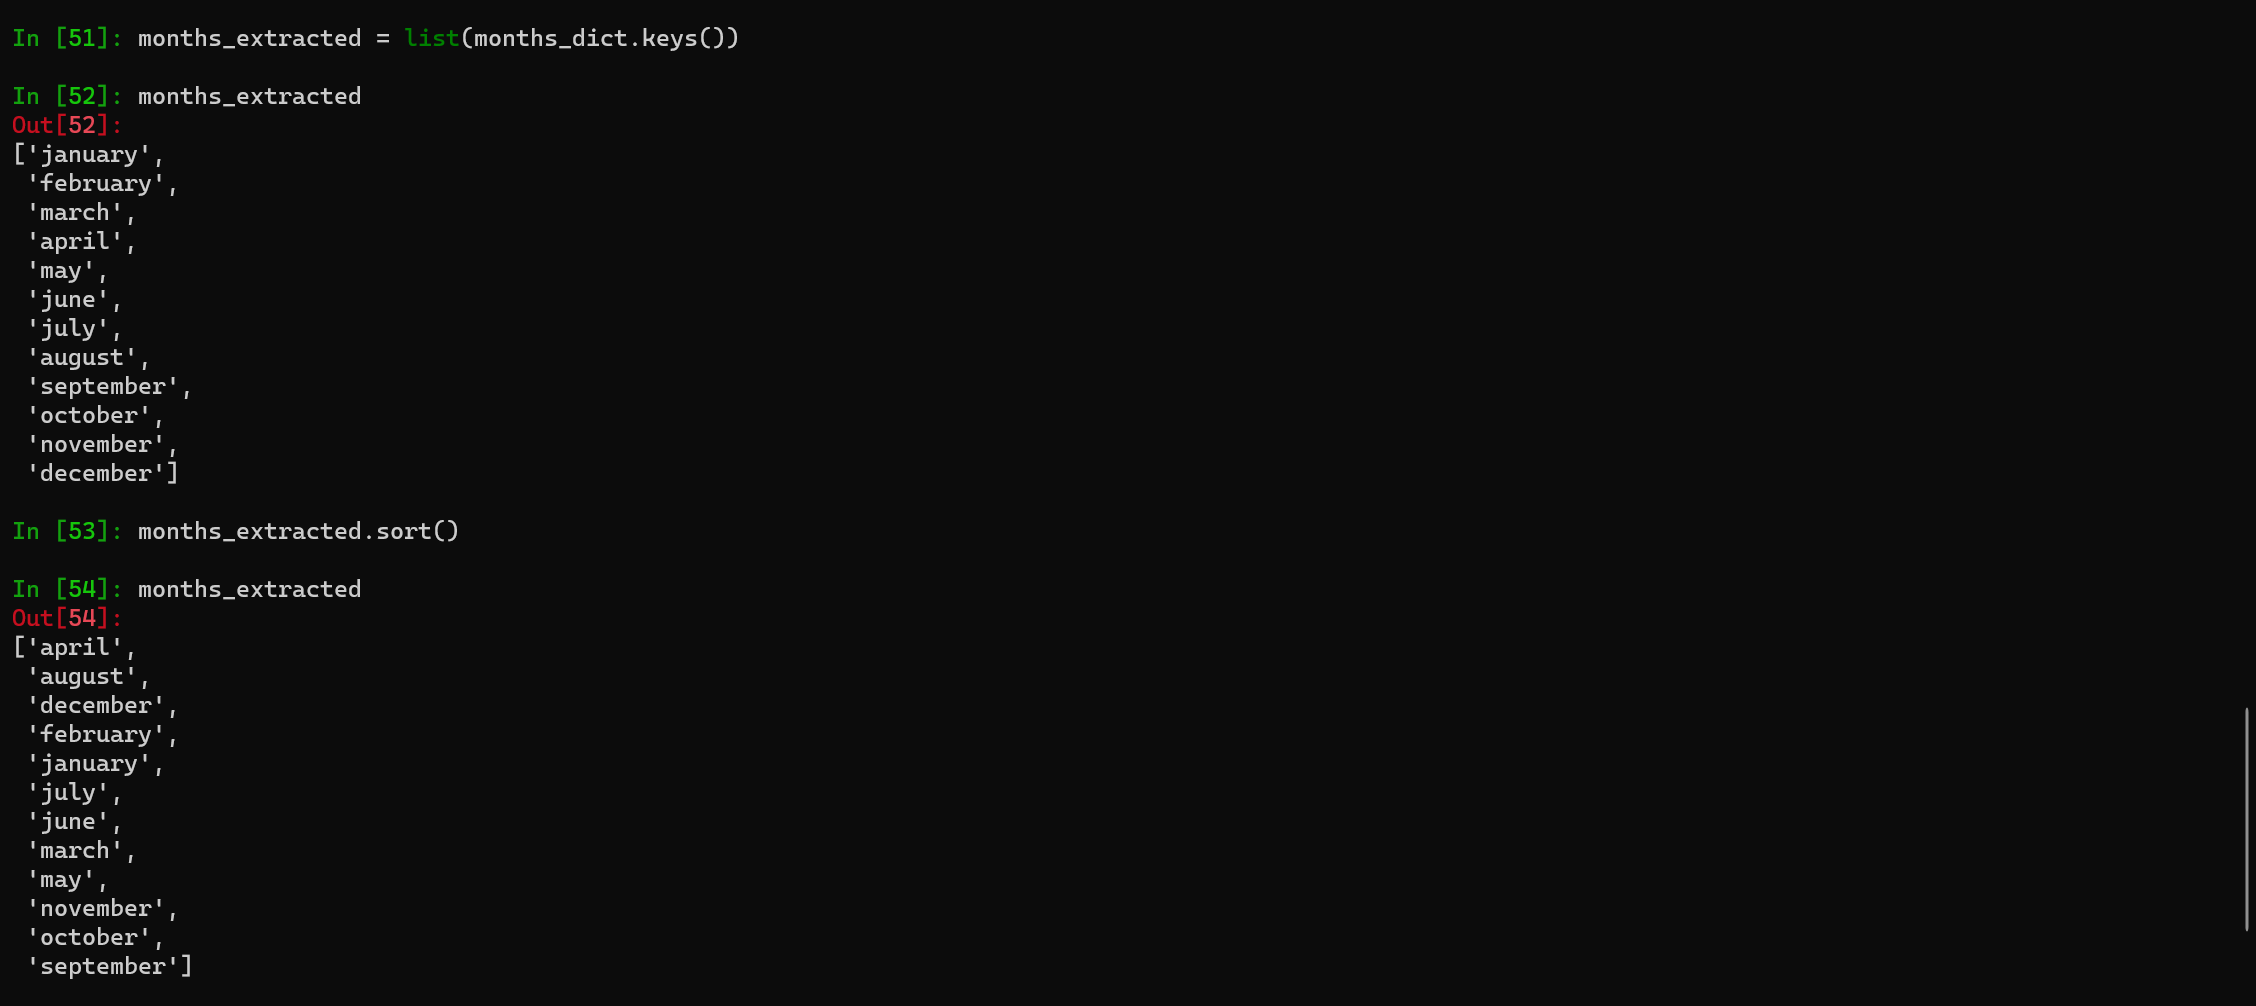 In [51]: months_extracted = list(months_dict.keys())
In [52]: months_extracted
Out[52]:
['january',
 'february',
 'march',
 'april',
 'may',
 'june',
 'july',
 'august',
 'september',
 'october',
 'november',
 'december']
In [53]: months_extracted.sort()
In [54]: months_extracted
Out[54]:
['april',
 'august',
 'december',
 'february',
 'january',
 'july',
 'june',
 'march',
 'may',
 'november',
 'october',
 'september']